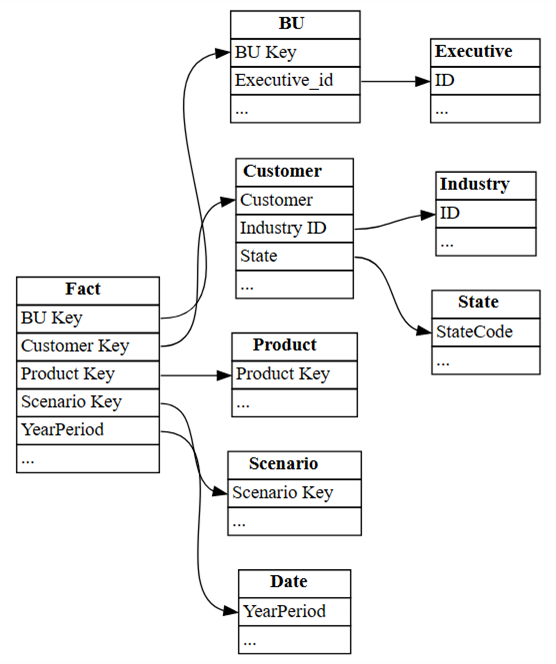 BU
BU Key
Executive_id
...
Executive
ID
...
Customer
Customer
Industry ID
State
...
Industry
ID
...
State
StateCode
...
Fact
BU Key
Customer Key
Product Key
Scenario Key
YearPeriod
...
Product
Product Key
...
Scenario
Scenario Key
...
Date
YearPeriod
...